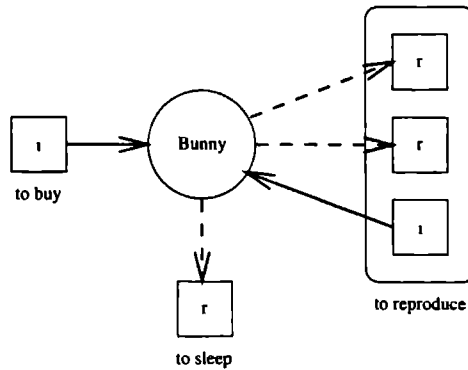 r
ı
Bunny
r
to buy
ı
r
to reproduce
to sleep